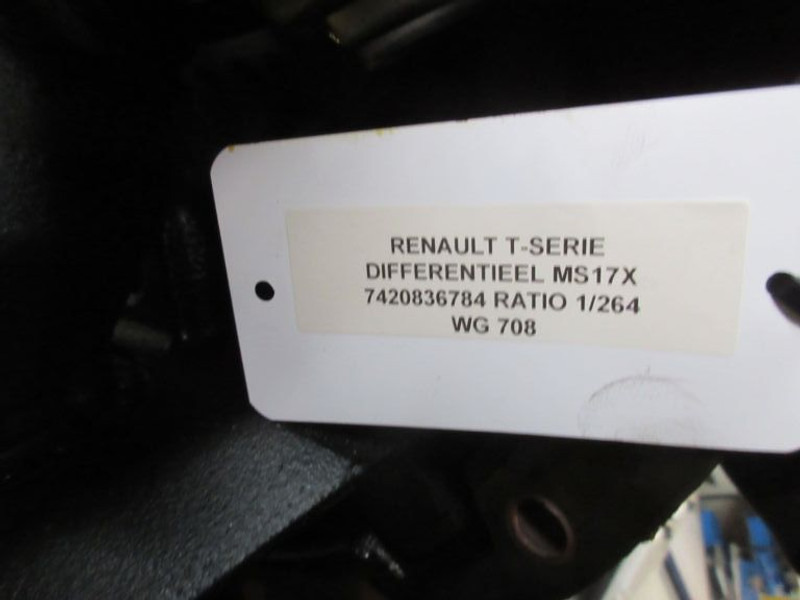 RENAULT T-SERIE
DIFFERENTIEEL MS17X
7420836784 RATIO 1/264
WG 708